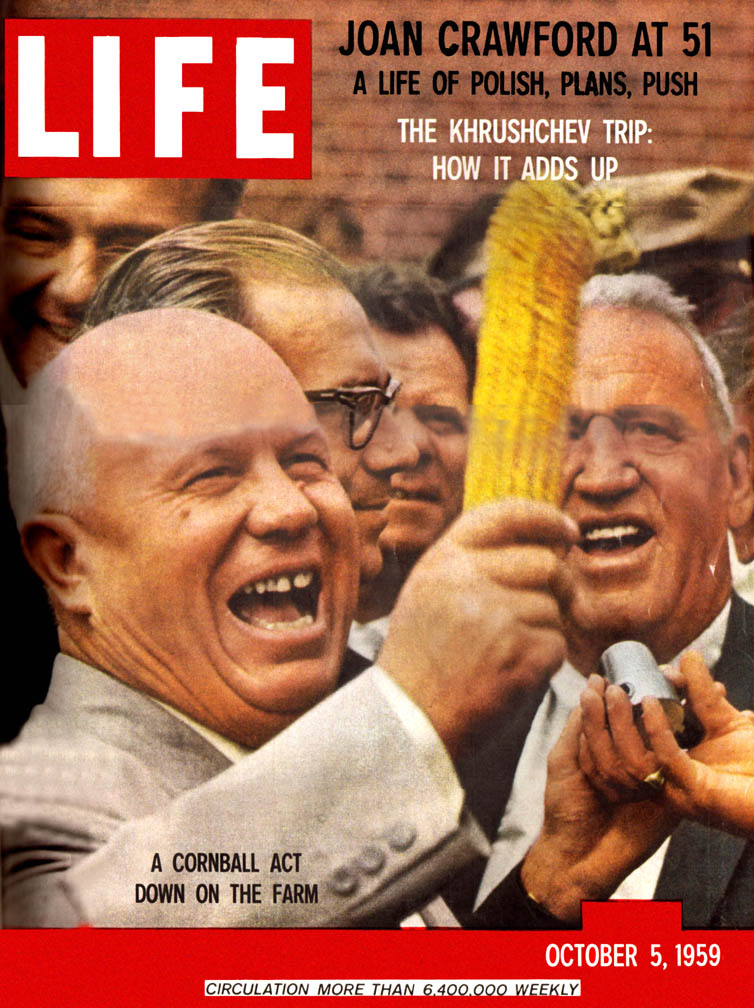 LIFE
JOAN CRAWFORD AT 51
A LIFE OF POLISH, PLANS, PUSH
THE KHRUSHCHEV TRIP:
HOW IT ADDS UP
A CORNBALL ACT
DOWN ON THE FARM
OCTOBER 5, 1959
CIRCULATION MORE THAN 6,400,000 WEEKLY